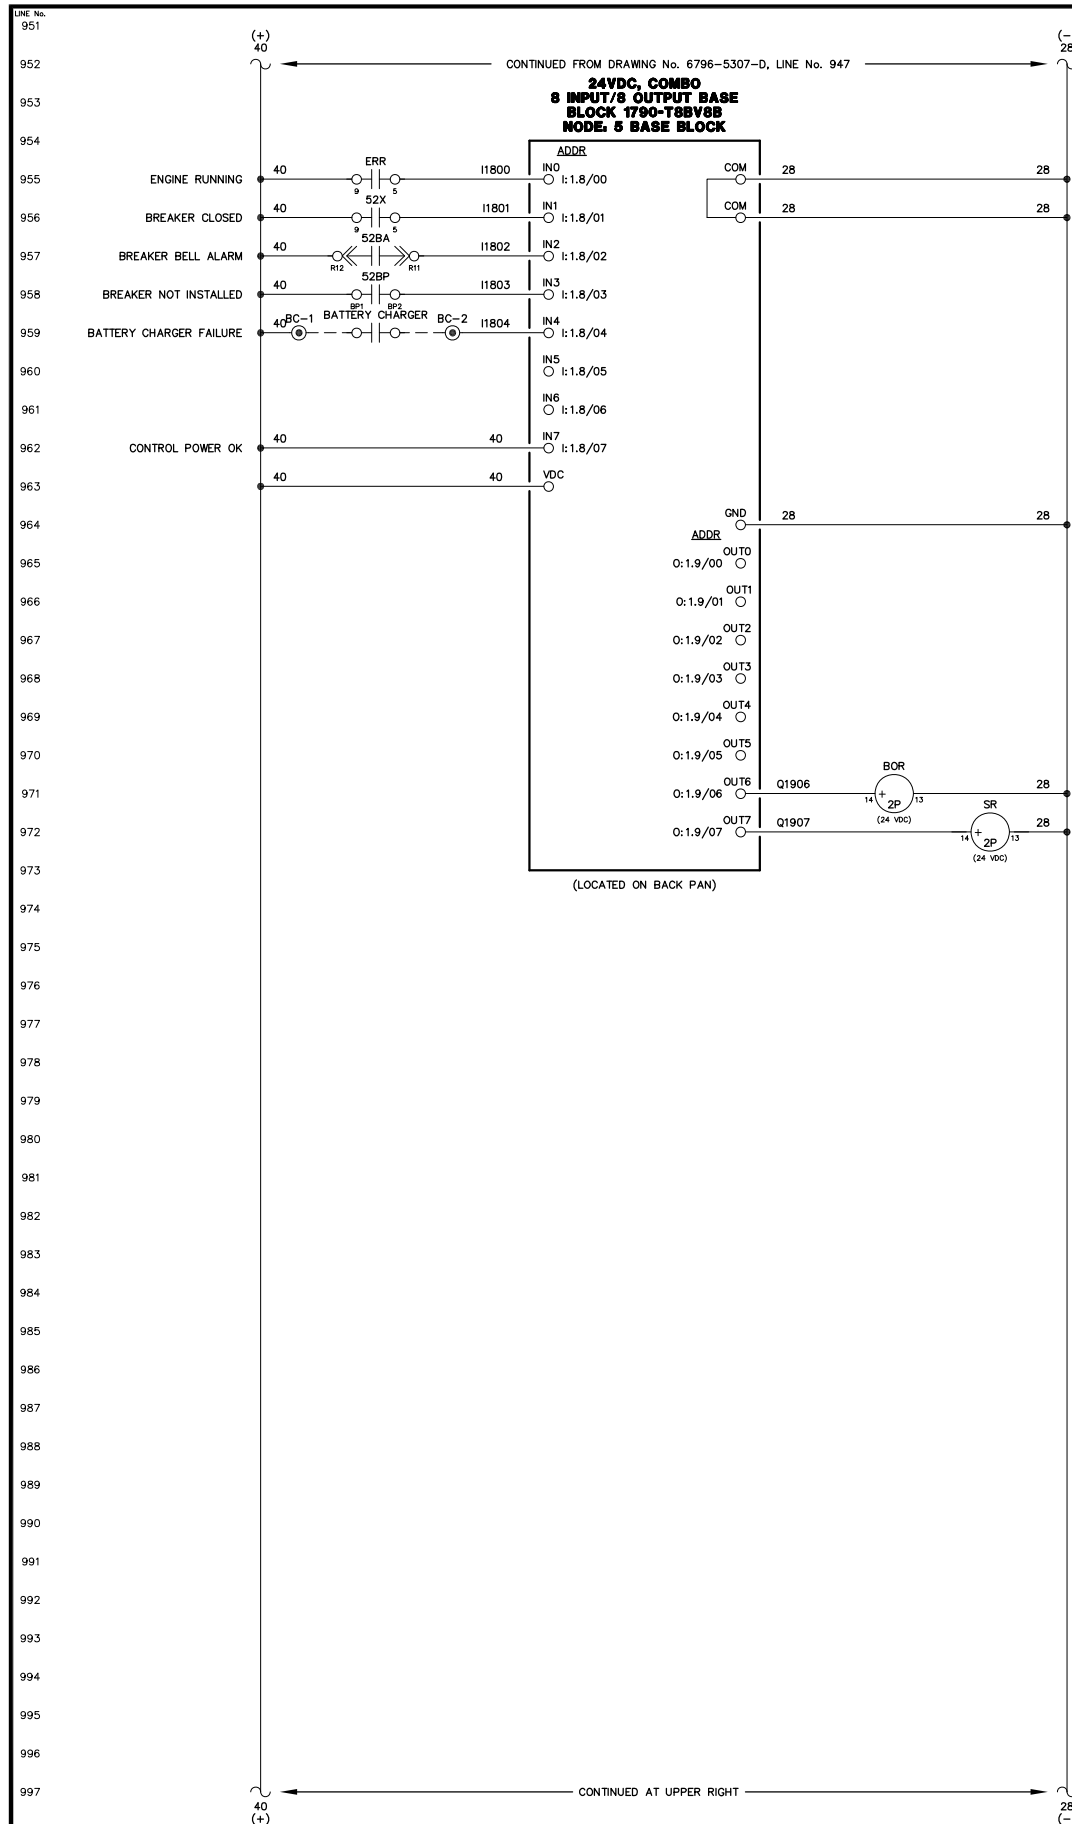 LINE No.
951
(+) (–
40 28
952 CONTINUED FROM DRAWING No. 6796-5307-D, LINE No. 947
24VDC, COMBO
953 8 INPUT/8 OUTPUT BASE
BLOCK 1790-T8BV8B
NODE: 5 BASE BLOCK
954
ADDR
955 ENGINE RUNNING 40 ERR 9 5 I1800 IN0 I:1.8/00 COM 28 28
956 BREAKER CLOSED 40 52X 9 5 I1801 IN1 I:1.8/01 COM 28 28
957 BREAKER BELL ALARM 40 52BA R12 R11 I1802 IN2 I:1.8/02
958 BREAKER NOT INSTALLED 40 52BP BP1 BP2 I1803 IN3 I:1.8/03
959 BATTERY CHARGER FAILURE 40 BC-1 BATTERY CHARGER BC-2 I1804 IN4 I:1.8/04
960 IN5 I:1.8/05
961 IN6 I:1.8/06
962 CONTROL POWER OK 40 40 IN7 I:1.8/07
963 40 40 VDC
964 GND 28 28
ADDR
965 O:1.9/00 OUT0
966 O:1.9/01 OUT1
967 O:1.9/02 OUT2
968 O:1.9/03 OUT3
969 O:1.9/04 OUT4
970 O:1.9/05 OUT5
971 O:1.9/06 OUT6 Q1906 BOR 14 + 2P 13 (24 VDC) 28
972 O:1.9/07 OUT7 Q1907 SR 14 + 2P 13 (24 VDC) 28
973
(LOCATED ON BACK PAN)
974
975
976
977
978
979
980
981
982
983
984
985
986
987
988
989
990
991
992
993
994
995
996
997 CONTINUED AT UPPER RIGHT
40 28
(+) (–